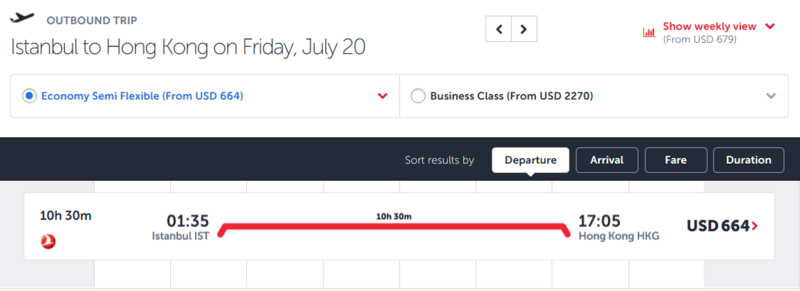 OUTBOUND TRIP
Istanbul to Hong Kong on Friday, July 20
Show weekly view
(From USD 679)
Economy Semi Flexible (From USD 664)
Business Class (From USD 2270)
Sort results by
Departure
Arrival
Fare
Duration
10h 30m
01:35
Istanbul IST
10h 30m
17:05
Hong Kong HKG
USD 664